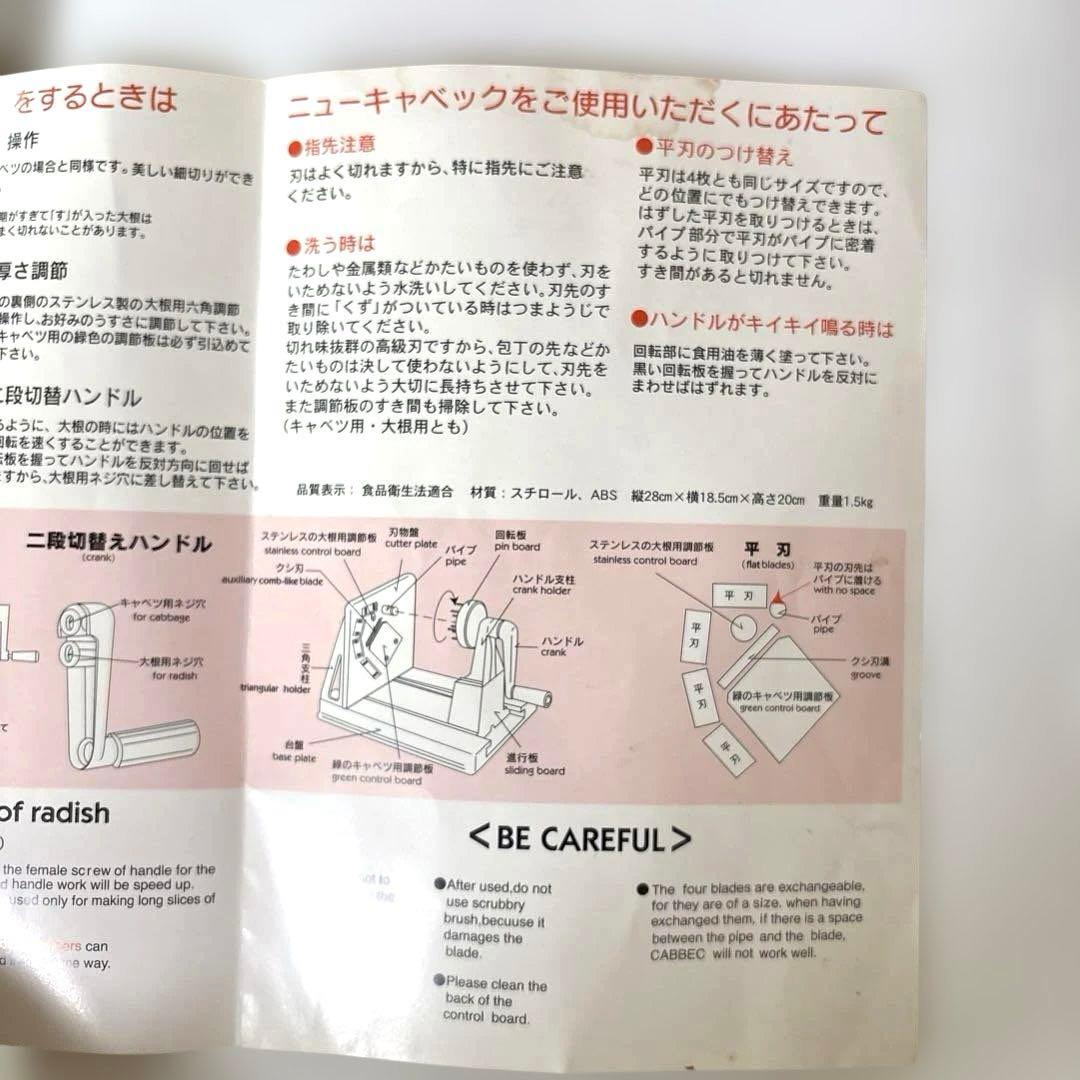 をするときは
操作
ベツの場合と同様です。美しい細切りができ
期がすぎて「す」が入った大根は
まく切れないことがあります。
厚さ調節
の裏側のステンレス製の大根用六角調節
操作し、お好みのうすさに調節して下さい。
キャベツ用の緑色の調節板は必ず引込めて
下さい。
二段切替ハンドル
るように、大根の時にはハンドルの位置を
回転を速くすることができます。
板を握ってハンドルを反対方向に回せば
ますから、大根用ネジ穴に差し替えて下さい。
ニューキャベックをご使用いただくにあたって
●指先注意
刃はよく切れますから、特に指先にご注意
ください。
●洗う時は
たわしや金属類などかたいものを使わず、刃を
いためないよう水洗いしてください。刃先のす
き間に「くず」がついている時はつまようじで
取り除いてください。
切れ味抜群の高級刃ですから、包丁の先などか
たいものは決して使わないようにして、刃先を
いためないよう大切に長持ちさせて下さい。
また調節板のすき間も掃除して下さい。
(キャベツ用・大根用とも)
●平刃のつけ替え
平刃は4枚とも同じサイズですので、
どの位置にでもつけ替えできます。
はずした平刃を取りつけるときは、
パイプ部分で平刃がパイプに密着
するように取りつけて下さい。
すき間があると切れません。
●ハンドルがキイキイ鳴る時は
回転部に食用油を薄く塗って下さい。
黒い回転板を握ってハンドルを反対に
まわせばはずれます。
品質表示： 食品衛生法適合 材質：スチロール、ABS 縦28cm×横18.5cm×高さ20cm 重量1.5kg
二段切替えハンドル
(crank)
キャベツ用ネジ穴
for cabbage
大根用ネジ穴
for radish
て
ステンレスの大根用調節板
stainless control board
刃物盤
cutter plate
パイプ
pipe
回転板
pin board
クシ刃
auxiliary comb-like blade
ハンドル支柱
crank holder
ハンドル
crank
三角支柱
triangular holder
台盤
base plate
緑のキャベツ用調節板
green control board
進行板
sliding board
ステンレスの大根用調節板
stainless control board
平 刃
(flat blades)
平刃の刃先は
パイプに着ける
with no space
平 刃
パイプ
pipe
平刃
クシ刃溝
groove
平刃
緑のキャベツ用調節板
green control board
平刃
of radish
)
the female screw of handle for the
d handle work will be speed up.
used only for making long slices of
ers can
way.
<BE CAREFUL>
not to
the
●After used,do not
use scrubbry
brush,becuuse it
damages the
blade.
●Please clean the
back of the
control board.
●The four blades are exchangeable,
for they are of a size. when having
exchanged them, if there is a space
between the pipe and the blade,
CABBEC will not work well.